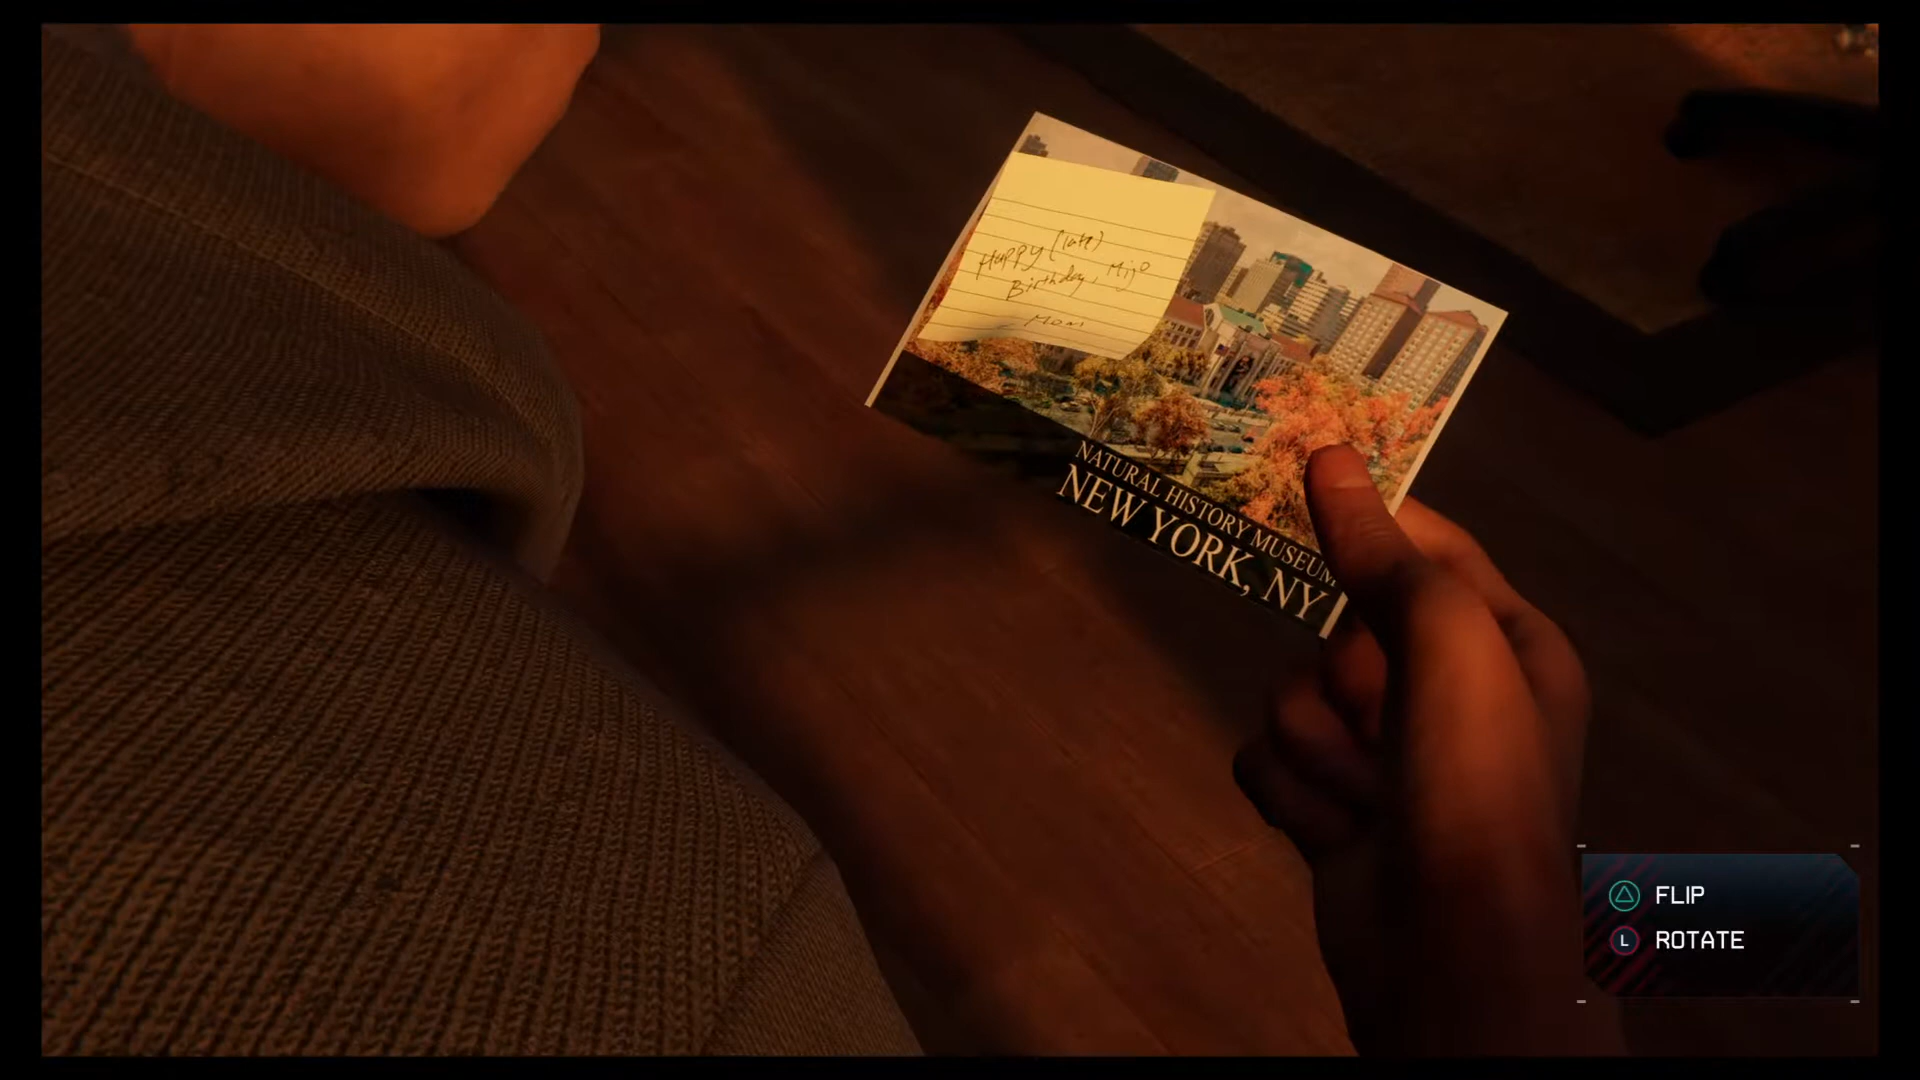 Happy (late)
Birthday, Mijo
- Mom
NATURAL HISTORY MUSEUM
NEW YORK, NY
FLIP
L ROTATE